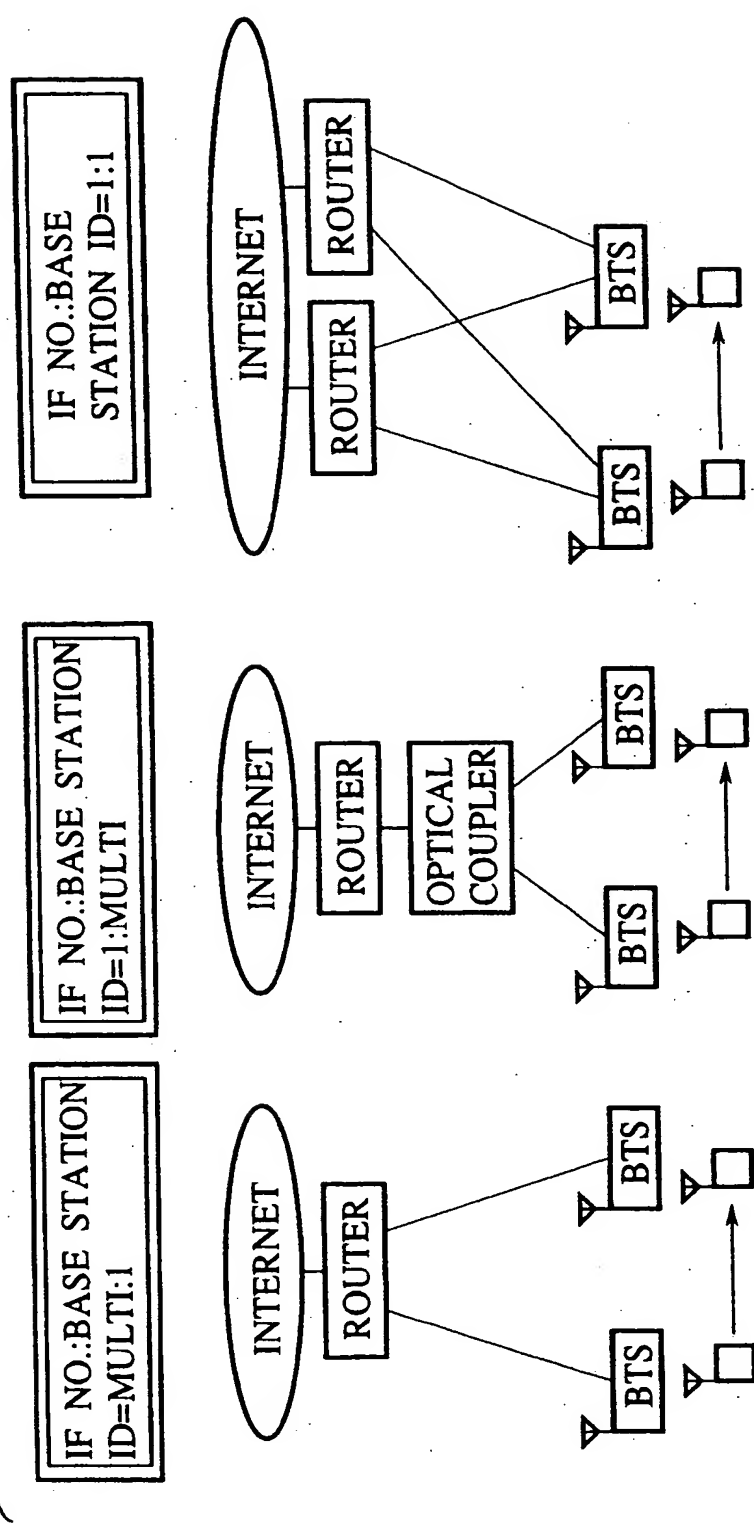 IF NO.:BASE STATION
ID=MULTI:1
INTERNET
ROUTER
BTS
BTS
IF NO.:BASE STATION
ID=1:MULTI
INTERNET
ROUTER
OPTICAL
COUPLER
BTS
BTS
IF NO.:BASE
STATION ID=1:1
INTERNET
ROUTER
ROUTER
BTS
BTS